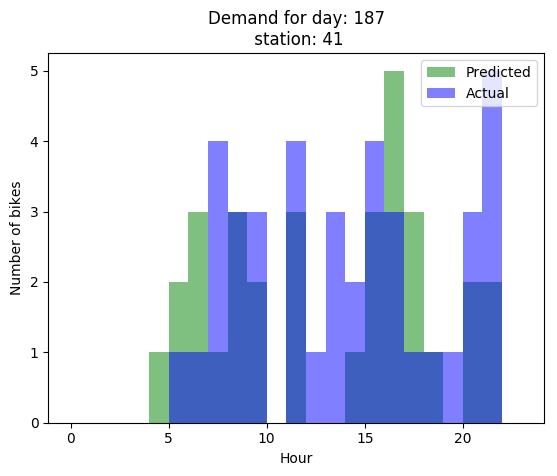 Demand for day: 187
station: 41
Predicted
Actual
Number of bikes
5
4
3
2
1
0
0
5
10
15
20
Hour